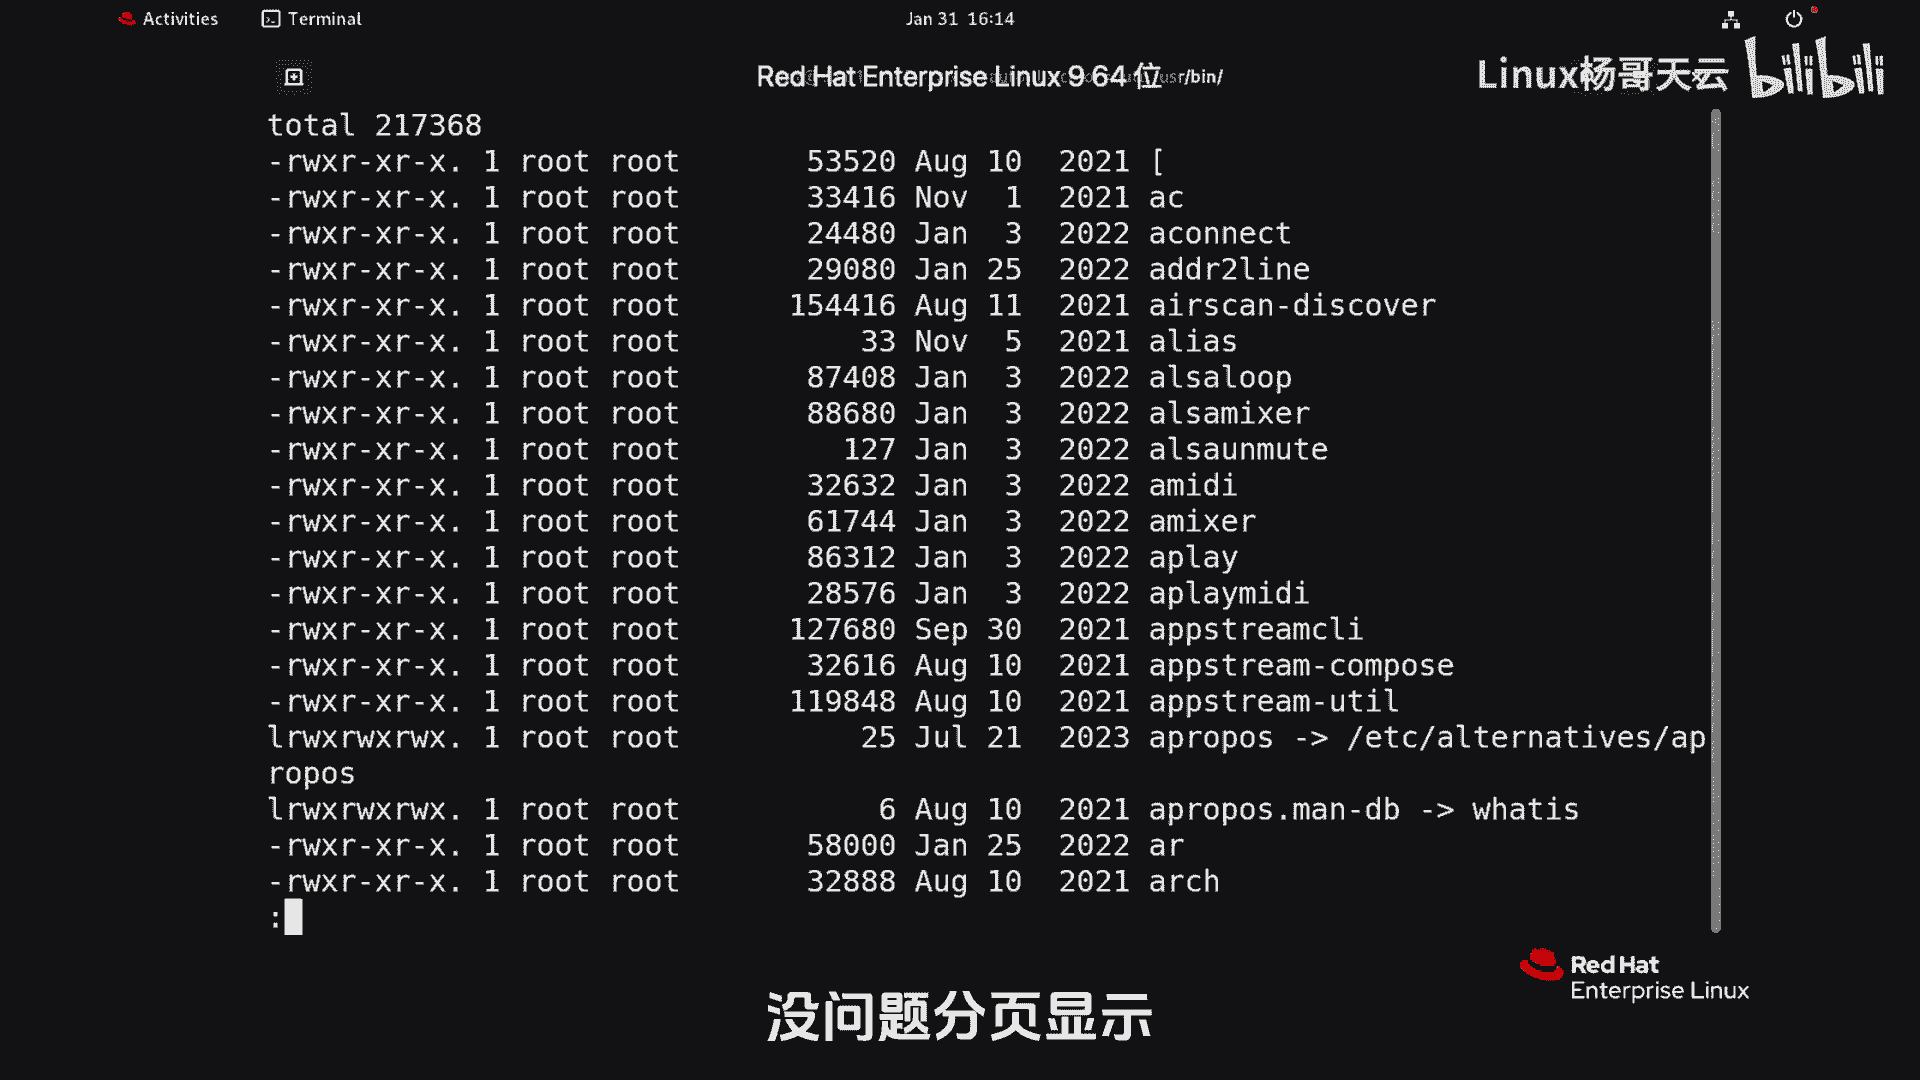 Activities Terminal Jan 31 16:14
Red Hat Enterprise Linux 9 64 位 /usr/bin/
Linux杨哥天云 bilibili
total 217368
-rwxr-xr-x. 1 root root 53520 Aug 10 2021 [
-rwxr-xr-x. 1 root root 33416 Nov 1 2021 ac
-rwxr-xr-x. 1 root root 24480 Jan 3 2022 aconnect
-rwxr-xr-x. 1 root root 29080 Jan 25 2022 addr2line
-rwxr-xr-x. 1 root root 154416 Aug 11 2021 airscan-discover
-rwxr-xr-x. 1 root root 33 Nov 5 2021 alias
-rwxr-xr-x. 1 root root 87408 Jan 3 2022 alsaloop
-rwxr-xr-x. 1 root root 88680 Jan 3 2022 alsamixer
-rwxr-xr-x. 1 root root 127 Jan 3 2022 alsaunmute
-rwxr-xr-x. 1 root root 32632 Jan 3 2022 amidi
-rwxr-xr-x. 1 root root 61744 Jan 3 2022 amixer
-rwxr-xr-x. 1 root root 86312 Jan 3 2022 aplay
-rwxr-xr-x. 1 root root 28576 Jan 3 2022 aplaymidi
-rwxr-xr-x. 1 root root 127680 Sep 30 2021 appstreamcli
-rwxr-xr-x. 1 root root 32616 Aug 10 2021 appstream-compose
-rwxr-xr-x. 1 root root 119848 Aug 10 2021 appstream-util
lrwxrwxrwx. 1 root root 25 Jul 21 2023 apropos -> /etc/alternatives/ap
ropos
lrwxrwxrwx. 1 root root 6 Aug 10 2021 apropos.man-db -> whatis
-rwxr-xr-x. 1 root root 58000 Jan 25 2022 ar
-rwxr-xr-x. 1 root root 32888 Aug 10 2021 arch
:
Red Hat
Enterprise Linux
没问题分页显示